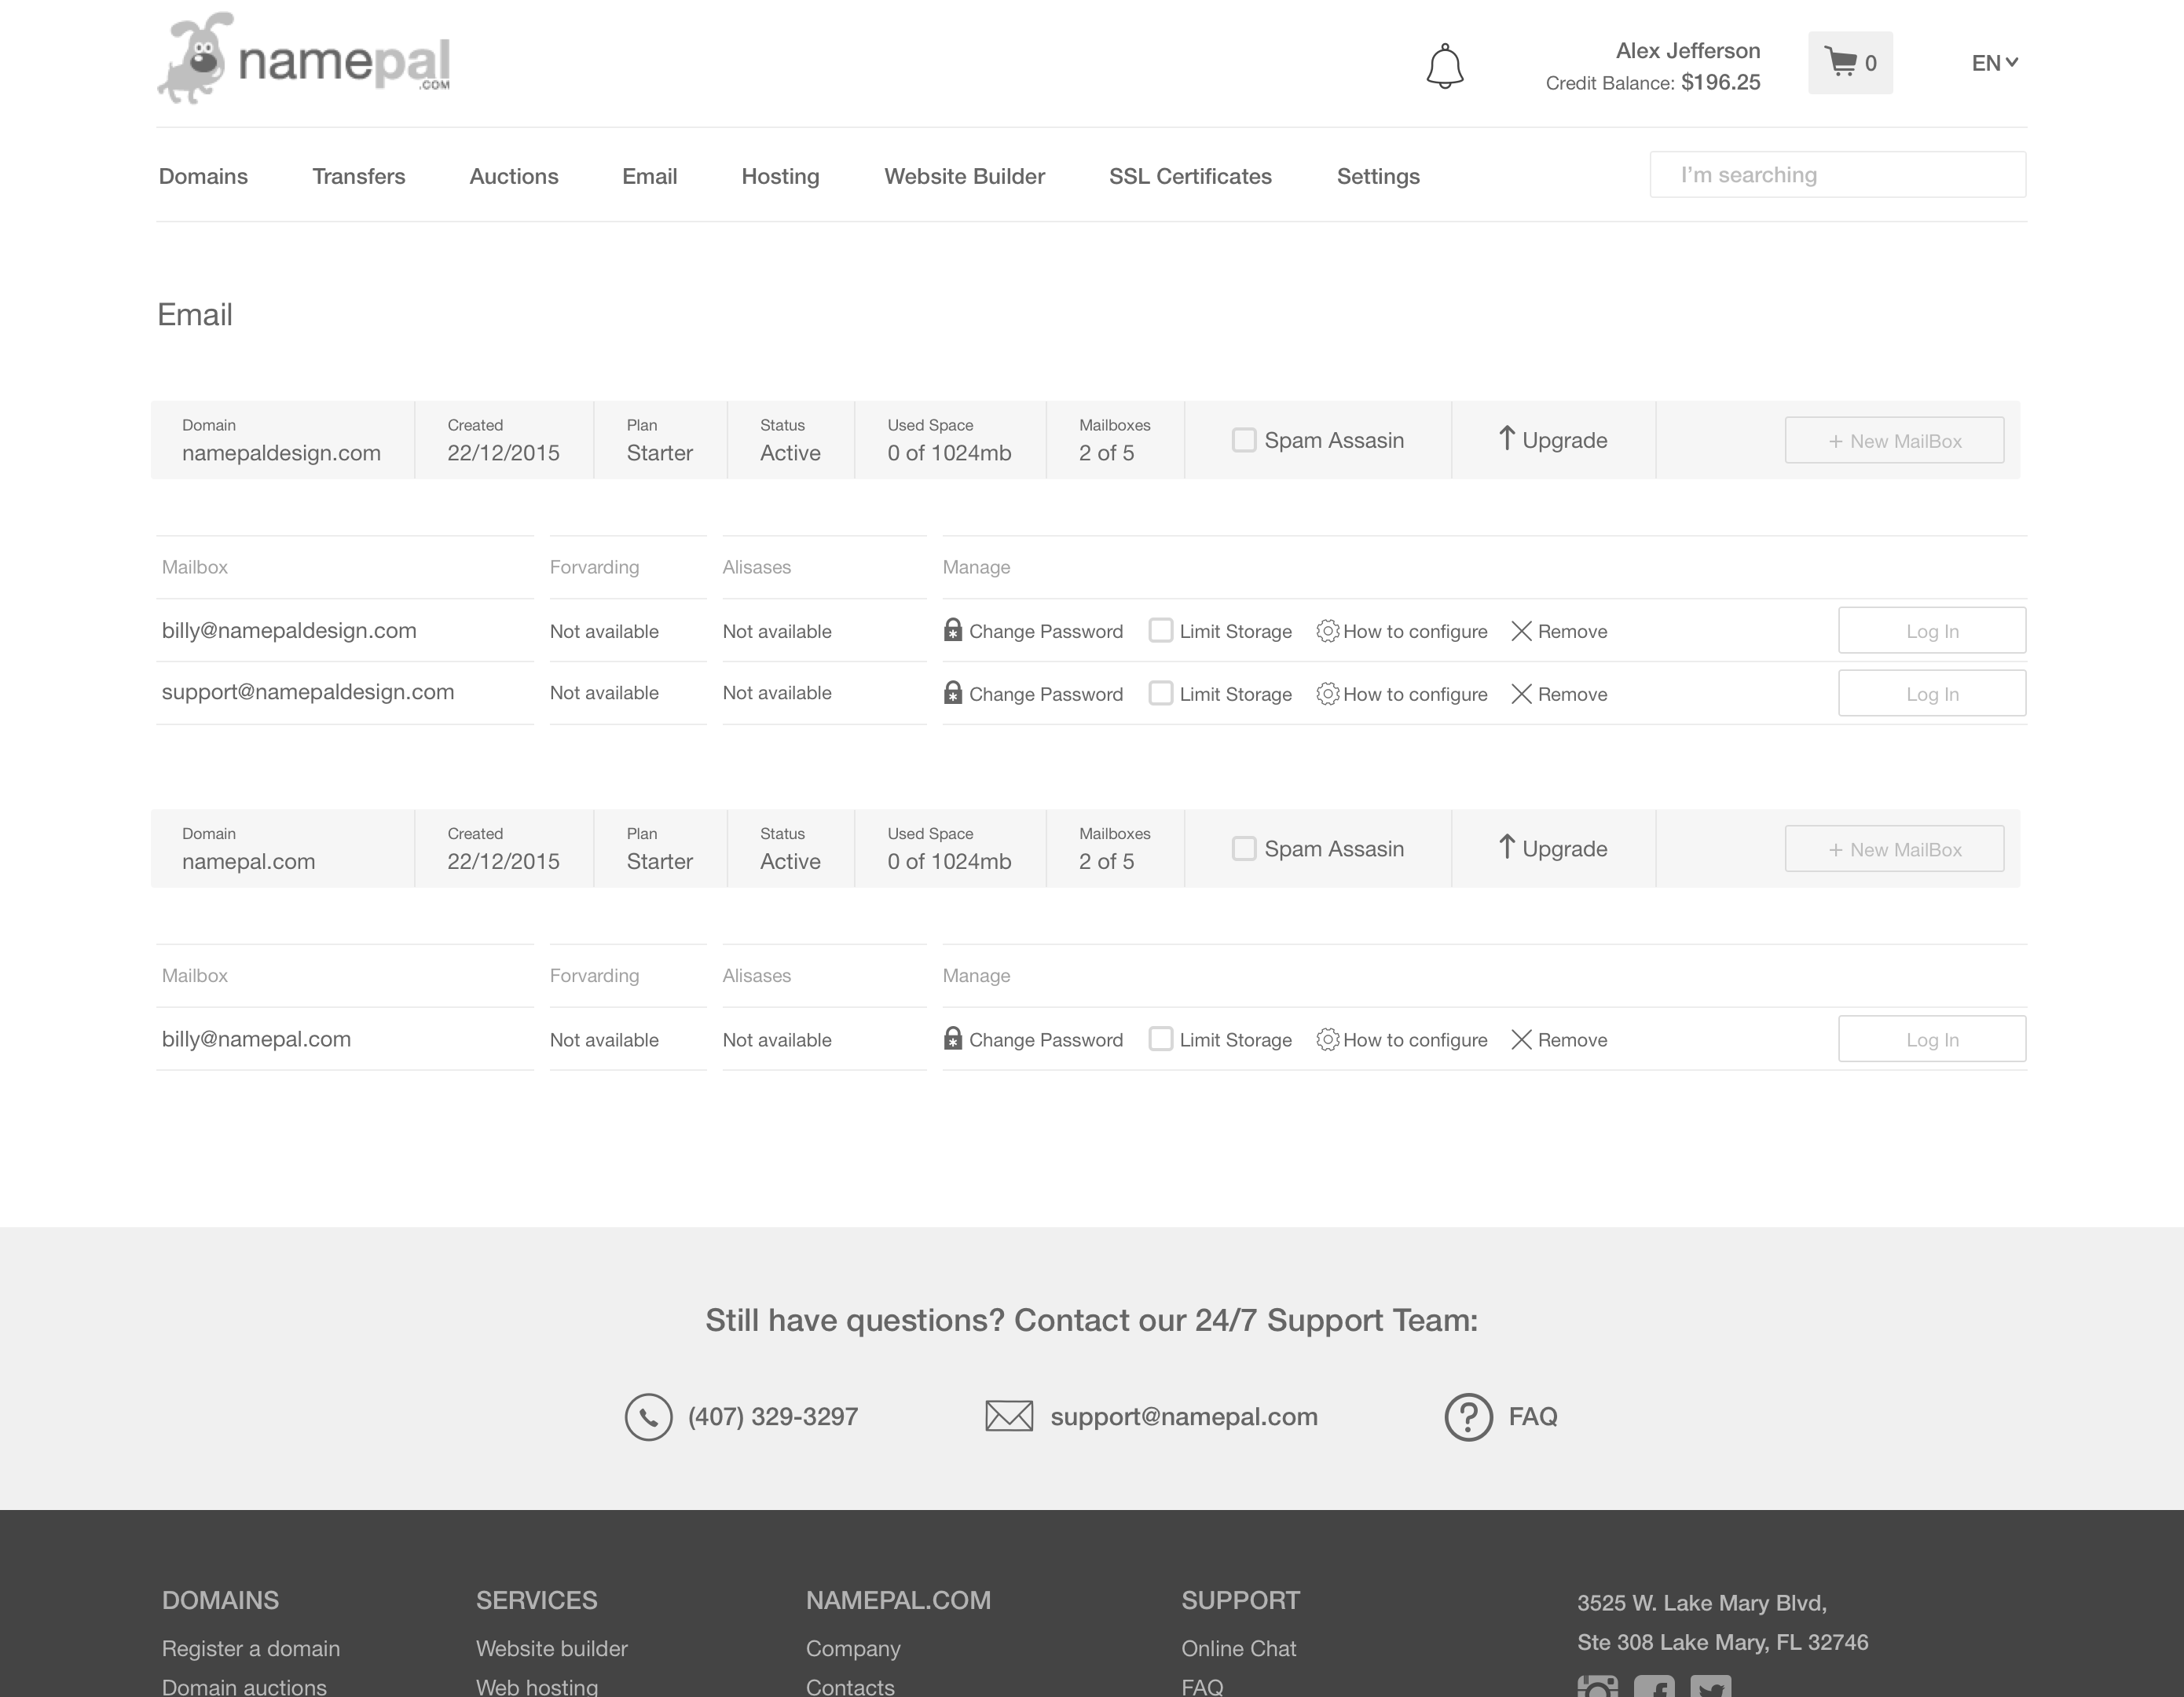 namepal
.COM
Alex Jefferson
Credit Balance: $196.25
0
EN
Domains Transfers Auctions Email Hosting Website Builder SSL Certificates Settings I'm searching
Email
Domain Created Plan Status Used Space Mailboxes
namepaldesign.com 22/12/2015 Starter Active 0 of 1024mb 2 of 5 Spam Assasin Upgrade + New MailBox
Mailbox Forvarding Alisases Manage
billy@namepaldesign.com Not available Not available Change Password Limit Storage How to configure Remove Log In
support@namepaldesign.com Not available Not available Change Password Limit Storage How to configure Remove Log In
Domain Created Plan Status Used Space Mailboxes
namepal.com 22/12/2015 Starter Active 0 of 1024mb 2 of 5 Spam Assasin Upgrade + New MailBox
Mailbox Forvarding Alisases Manage
billy@namepal.com Not available Not available Change Password Limit Storage How to configure Remove Log In
Still have questions? Contact our 24/7 Support Team:
(407) 329-3297 support@namepal.com FAQ
DOMAINS SERVICES NAMEPAL.COM SUPPORT 3525 W. Lake Mary Blvd,
Register a domain Website builder Company Online Chat Ste 308 Lake Mary, FL 32746
Domain auctions Web hosting Contacts FAQ